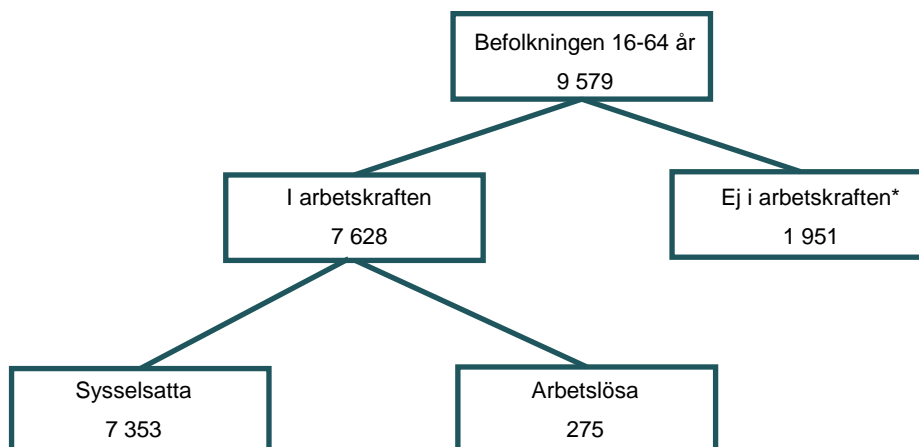 Befolkningen 16-64 år
9 579
I arbetskraften
7 628
Ej i arbetskraften*
1 951
Sysselsatta
7 353
Arbetslösa
275